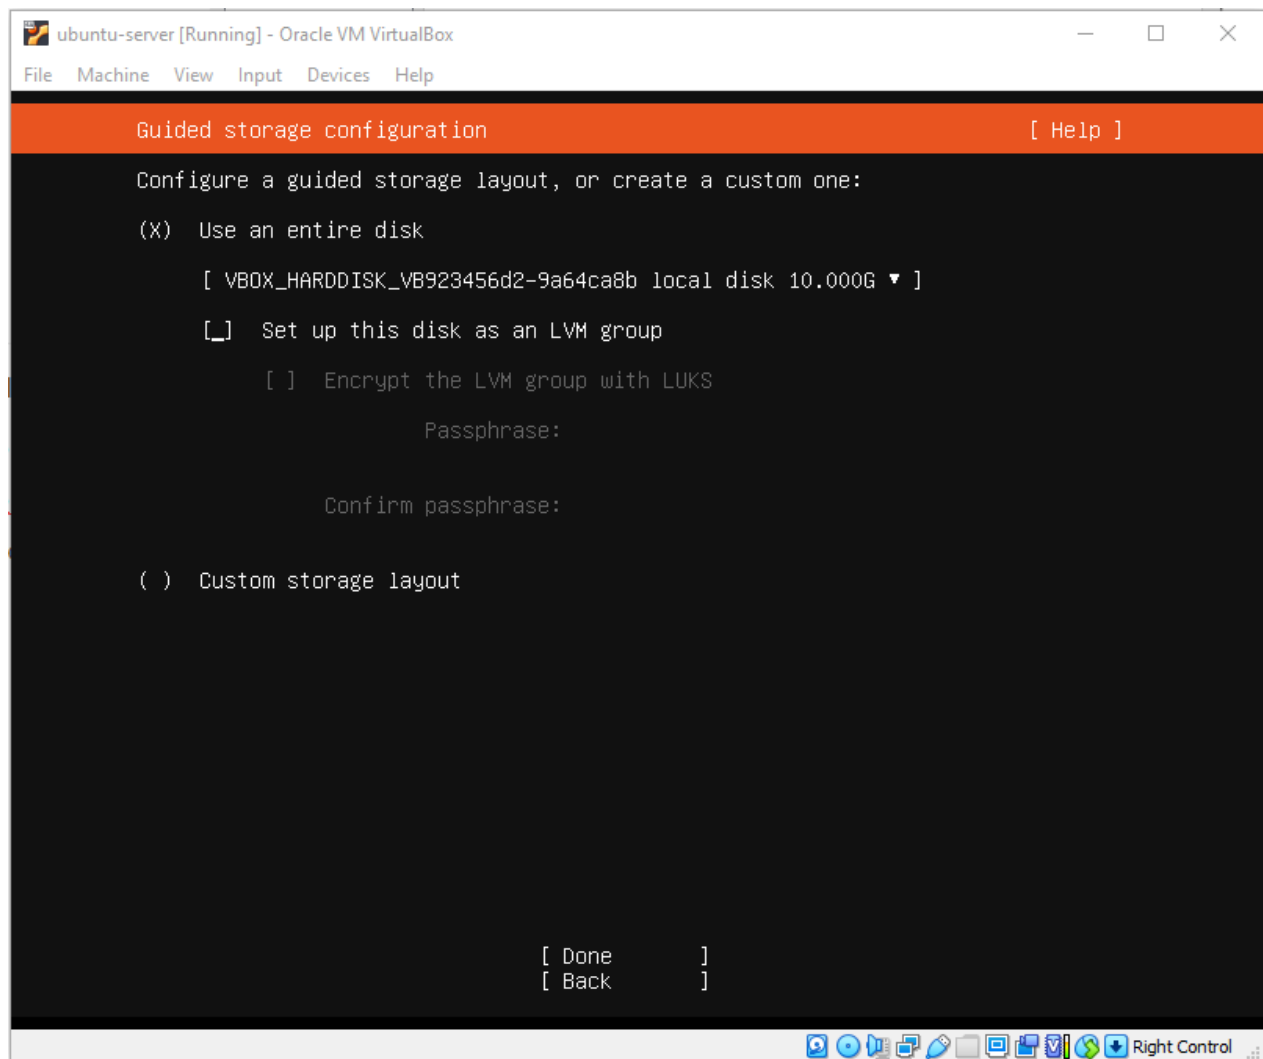 ubuntu-server [Running] - Oracle VM VirtualBox
File Machine View Input Devices Help
Guided storage configuration [ Help ]
Configure a guided storage layout, or create a custom one:
(X) Use an entire disk
[ VBOX_HARDDISK_VB923456d2-9a64ca8b local disk 10.000G ▾ ]
[_] Set up this disk as an LVM group
[ ] Encrypt the LVM group with LUKS
Passphrase:
Confirm passphrase:
( ) Custom storage layout
[ Done ]
[ Back ]
Right Control